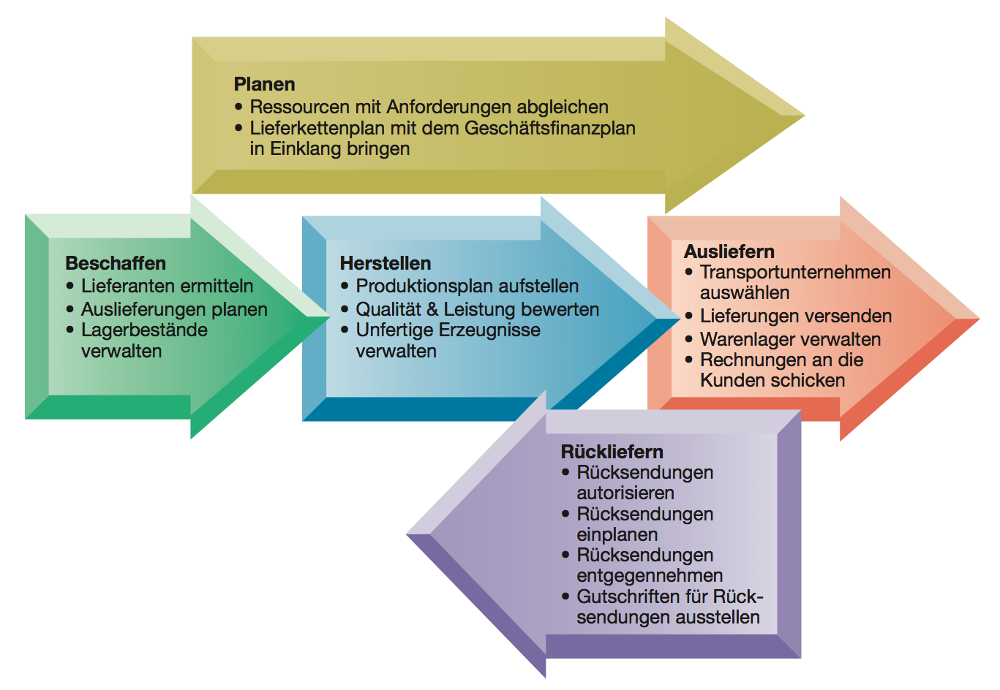 Planen
• Ressourcen mit Anforderungen abgleichen
• Lieferkettenplan mit dem Geschäftsfinanzplan
in Einklang bringen
Beschaffen
• Lieferanten ermitteln
• Auslieferungen planen
• Lagerbestände
verwalten
Herstellen
• Produktionsplan aufstellen
• Qualität & Leistung bewerten
• Unfertige Erzeugnisse
verwalten
Ausliefern
• Transportunternehmen
auswählen
• Lieferungen versenden
• Warenlager verwalten
• Rechnungen an die
Kunden schicken
Rückliefern
• Rücksendungen
autorisieren
• Rücksendungen
einplanen
• Rücksendungen
entgegennehmen
• Gutschriften für Rück-
sendungen ausstellen